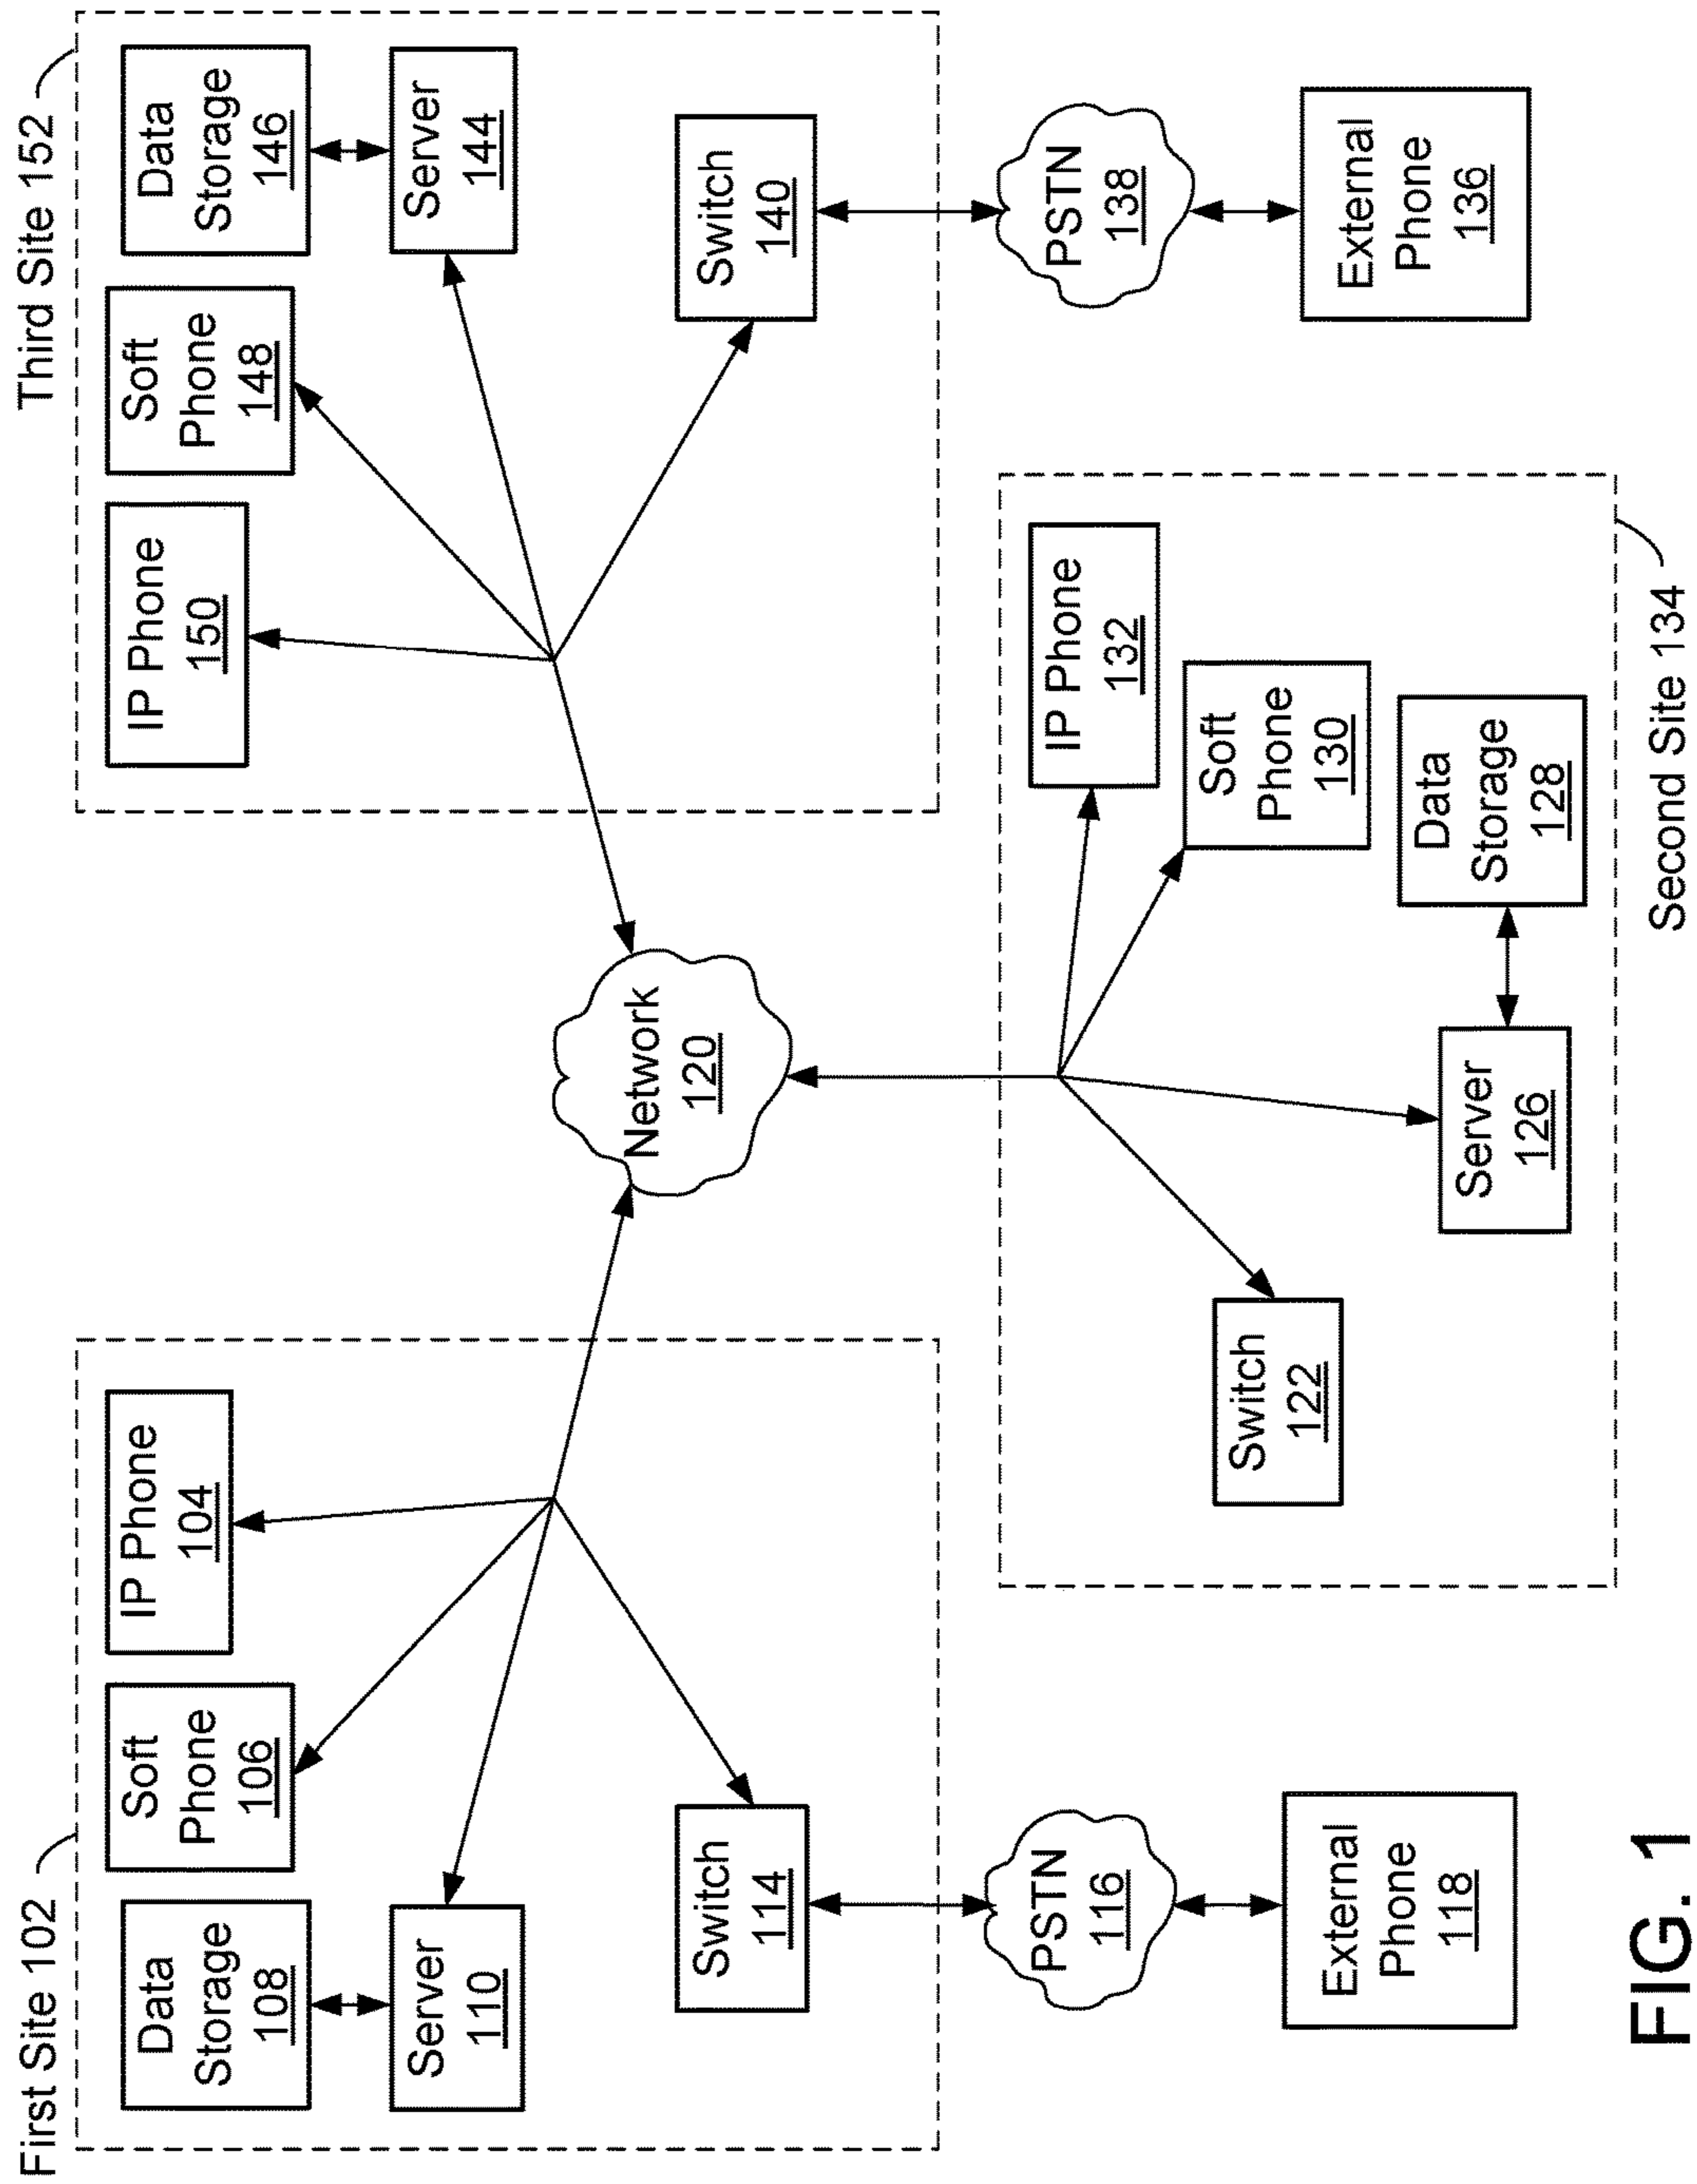 First Site 102
Data
Storage
108
Soft
Phone
106
IP Phone
104
Server
110
Switch
114
PSTN
116
External
Phone
118
Network
120
Third Site 152
IP Phone
150
Soft
Phone
148
Data
Storage
146
Server
144
Switch
140
PSTN
138
External
Phone
136
Switch
122
Server
126
IP Phone
132
Soft
Phone
130
Data
Storage
128
Second Site 134
FIG. 1